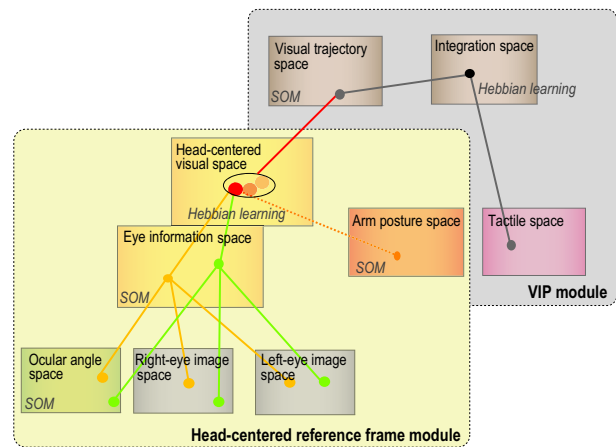 Visual trajectory
space
SOM
Integration space
Hebbian learning
Head-centered
visual space
Hebbian learning
Eye information space
SOM
Arm posture space
SOM
Tactile space
VIP module
Ocular angle
space
SOM
Right-eye image
space
Left-eye image
space
Head-centered reference frame module